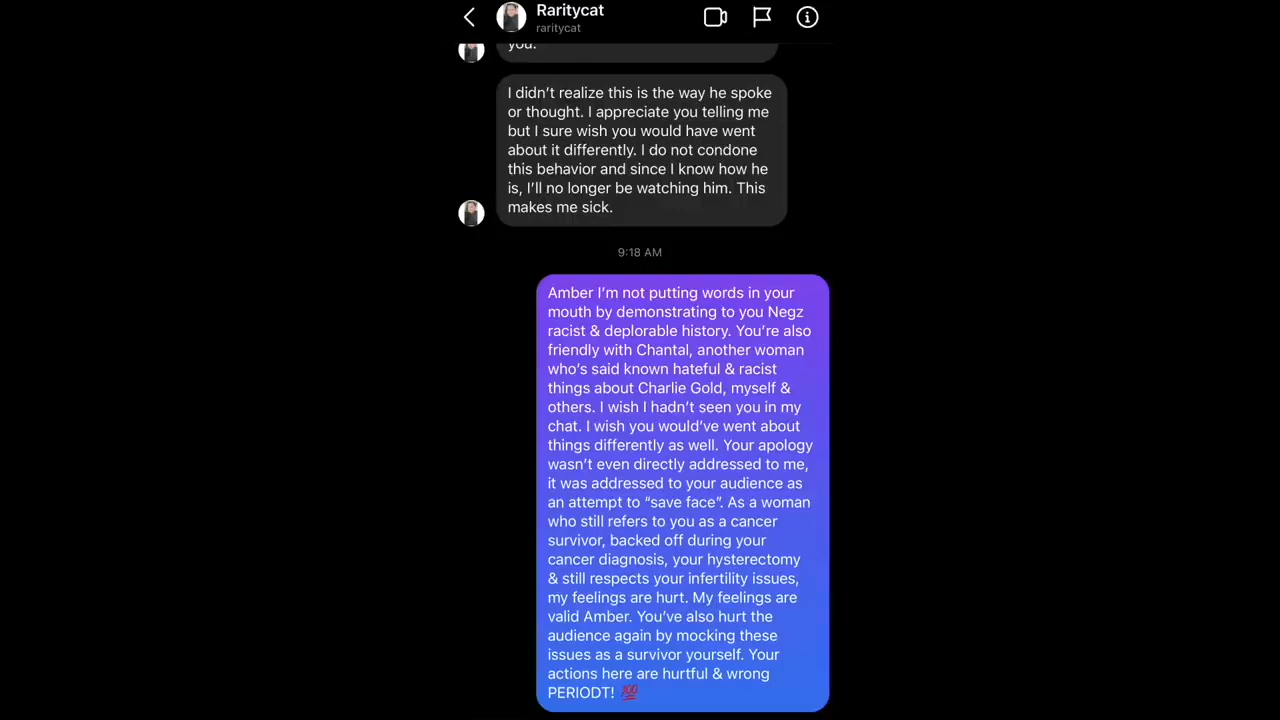 Raritycat
raritycat
you.
I didn’t realize this is the way he spoke
or thought. I appreciate you telling me
but I sure wish you would have went
about it differently. I do not condone
this behavior and since I know how he
is, I’ll no longer be watching him. This
makes me sick.
9:18 AM
Amber I’m not putting words in your
mouth by demonstrating to you Negz
racist & deplorable history. You’re also
friendly with Chantal, another woman
who’s said known hateful & racist
things about Charlie Gold, myself &
others. I wish I hadn’t seen you in my
chat. I wish you would’ve went about
things differently as well. Your apology
wasn’t even directly addressed to me,
it was addressed to your audience as
an attempt to “save face”. As a woman
who still refers to you as a cancer
survivor, backed off during your
cancer diagnosis, your hysterectomy
& still respects your infertility issues,
my feelings are hurt. My feelings are
valid Amber. You’ve also hurt the
audience again by mocking these
issues as a survivor yourself. Your
actions here are hurtful & wrong
PERIODT! 💯